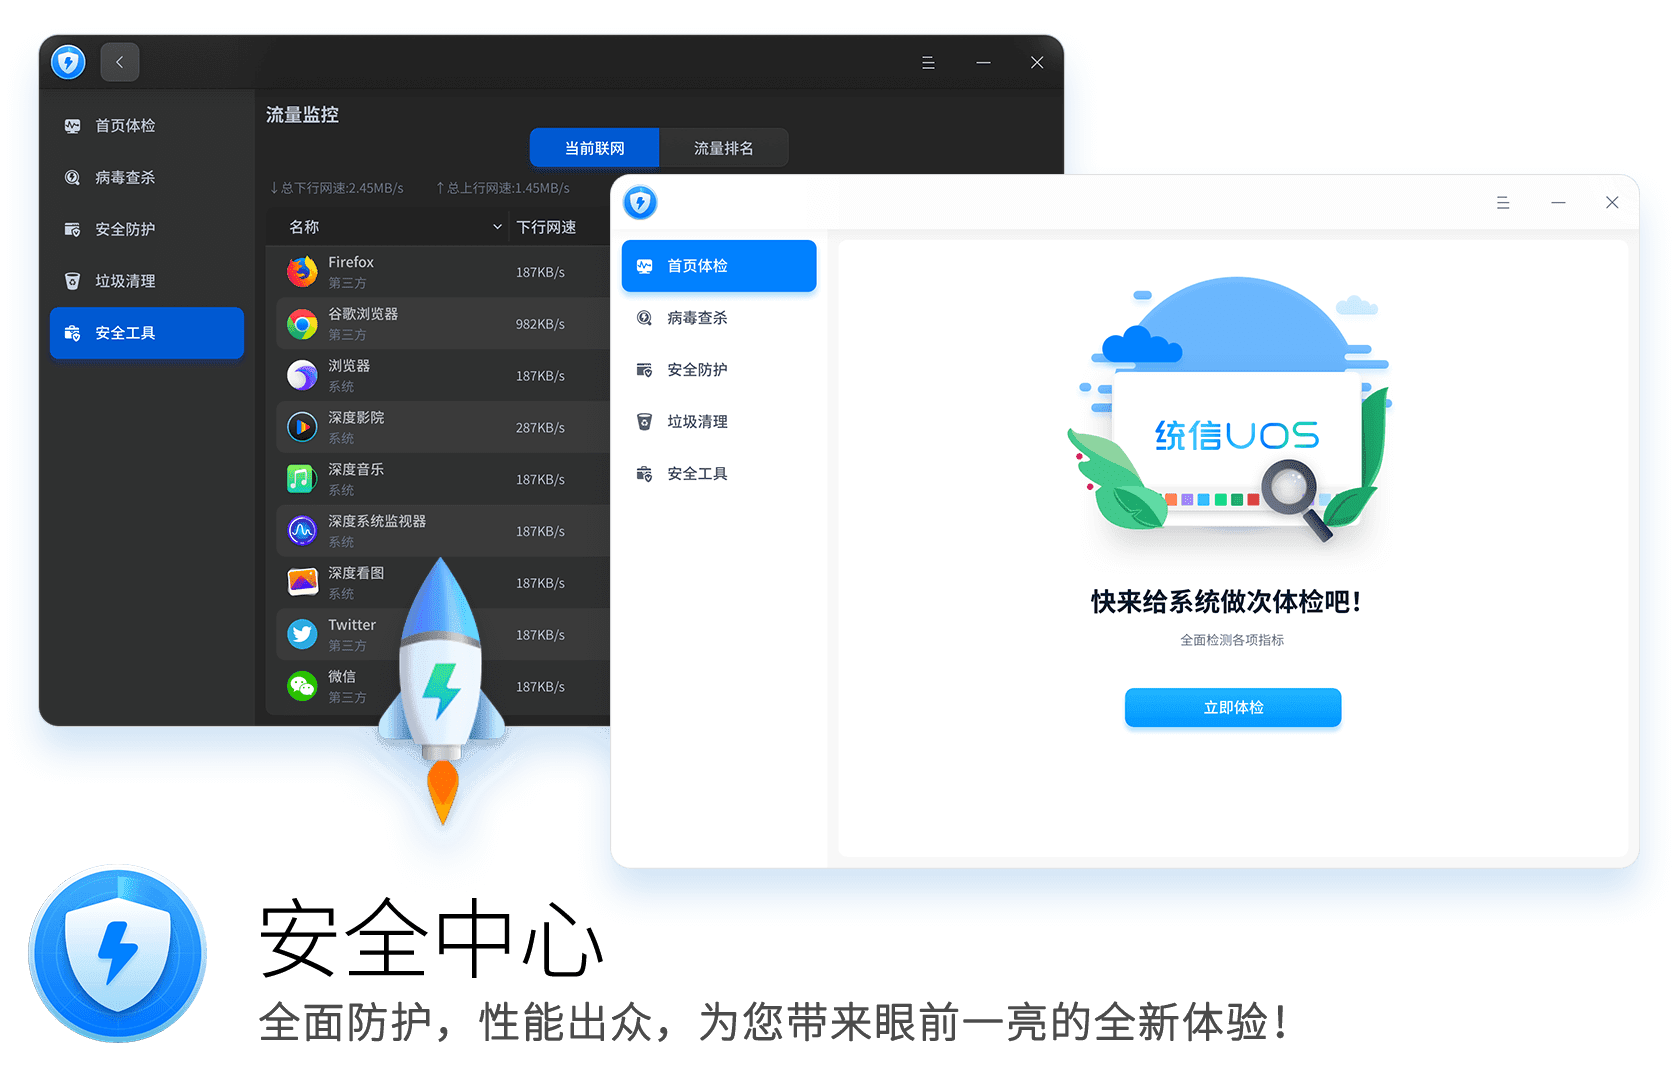 首页体检
病毒查杀
安全防护
垃圾清理
安全工具
流量监控
当前联网
流量排名
↓总下行网速:2.45MB/s
↑总上行网速:1.45MB/s
名称
下行网速
Firefox
第三方
187KB/s
谷歌浏览器
第三方
982KB/s
浏览器
系统
187KB/s
深度影院
系统
287KB/s
深度音乐
系统
187KB/s
深度系统监视器
系统
187KB/s
深度看图
系统
187KB/s
Twitter
第三方
187KB/s
微信
第三方
187KB/s
首页体检
病毒查杀
安全防护
垃圾清理
安全工具
统信UOS
快来给系统做次体检吧!
全面检测各项指标
立即体检
安全中心
全面防护，性能出众，为您带来眼前一亮的全新体验!